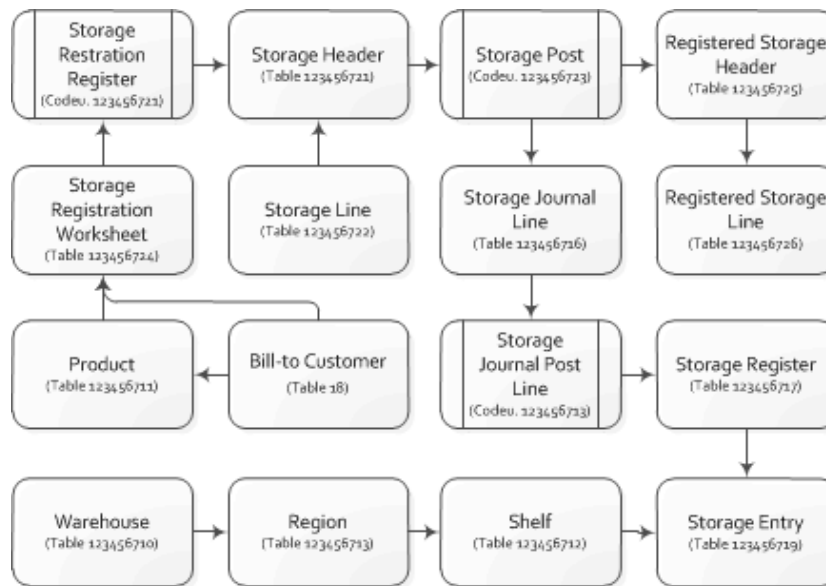 Storage
Restration
Register
(Codeu. 123456721)
Storage Header
(Table 123456721)
Storage Post
(Codeu. 123456723)
Registered Storage
Header
(Table 123456725)
Storage
Registration
Worksheet
(Table 123456724)
Storage Line
(Table 123456722)
Storage Journal
Line
(Table 123456716)
Registered Storage
Line
(Table 123456726)
Product
(Table 123456711)
Bill-to Customer
(Table 18)
Storage
Journal Post
Line
(Codeu. 123456713)
Storage Register
(Table 123456717)
Warehouse
(Table 123456710)
Region
(Table 123456713)
Shelf
(Table 123456712)
Storage Entry
(Table 123456719)